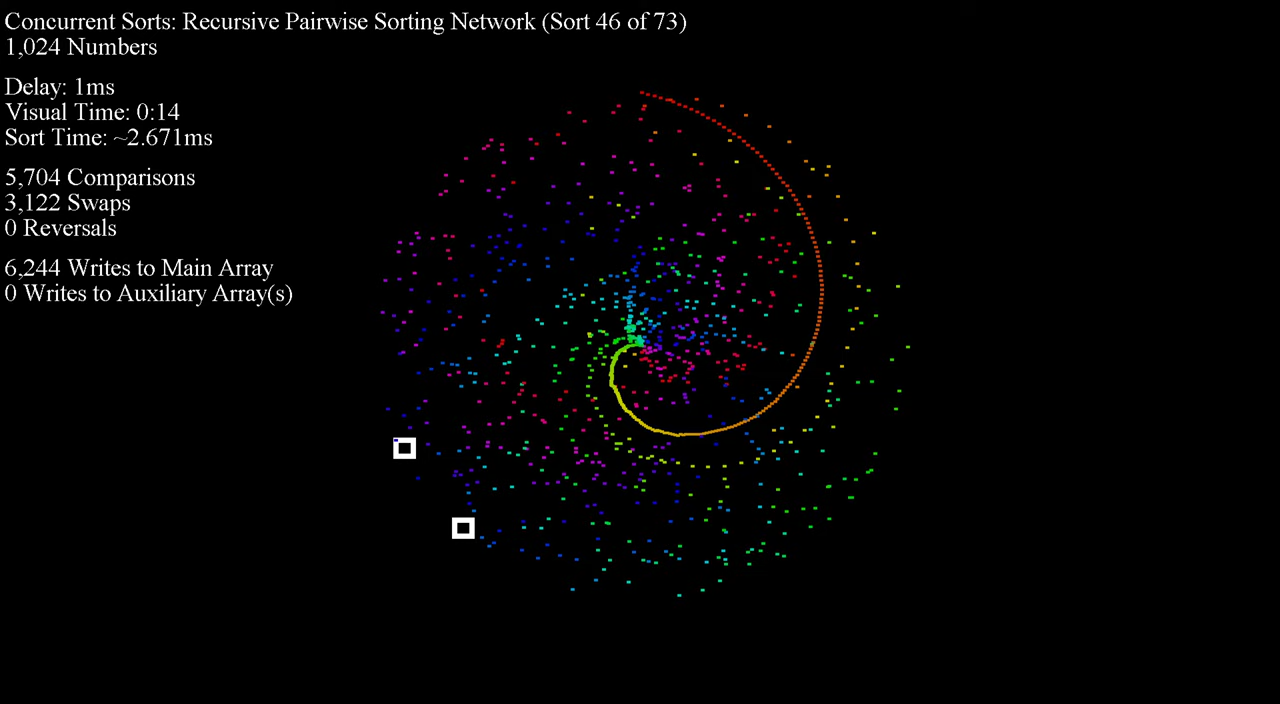 Concurrent Sorts: Recursive Pairwise Sorting Network (Sort 46 of 73)
1,024 Numbers
Delay: 1ms
Visual Time: 0:14
Sort Time: ~2.671ms
5,704 Comparisons
3,122 Swaps
0 Reversals
6,244 Writes to Main Array
0 Writes to Auxiliary Array(s)